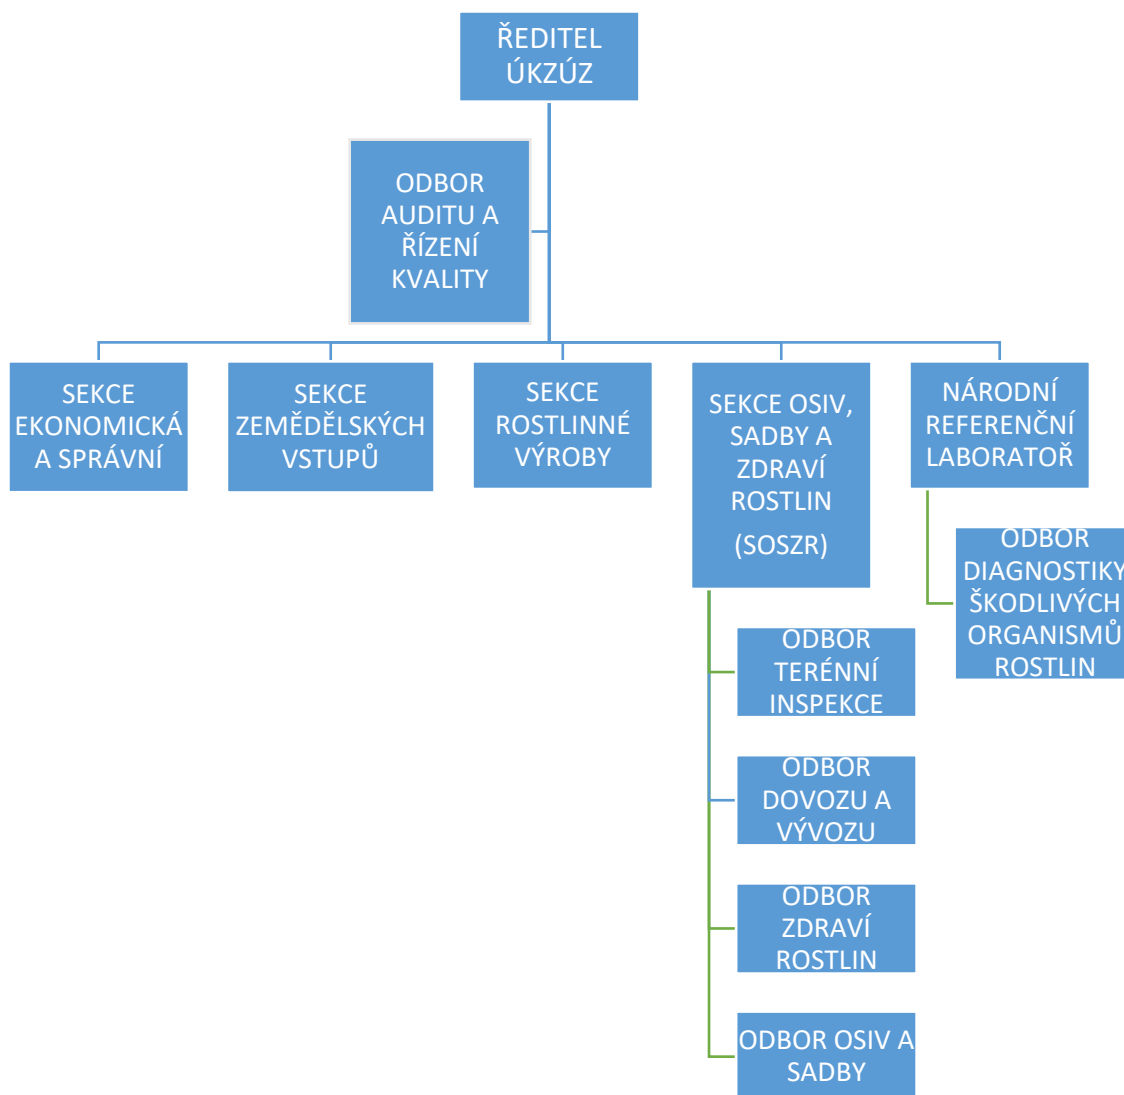 ŘEDITEL
ÚKZÚZ
ODBOR
AUDITU A
ŘÍZENÍ
KVALITY
SEKCE
EKONOMICKÁ
A SPRÁVNÍ
SEKCE
ZEMĚDĚLSKÝCH
VSTUPŮ
SEKCE
ROSTLINNÉ
VÝROBY
SEKCE OSIV,
SADBY A
ZDRAVÍ
ROSTLIN
(SOSZR)
NÁRODNÍ
REFERENČNÍ
LABORATOŘ
ODBOR
DIAGNOSTIKY
ŠKODLIVÝCH
ORGANISMŮ
ROSTLIN
ODBOR
TERÉNNÍ
INSPEKCE
ODBOR
DOVOZU A
VÝVOZU
ODBOR
ZDRAVÍ
ROSTLIN
ODBOR OSIV A
SADBY